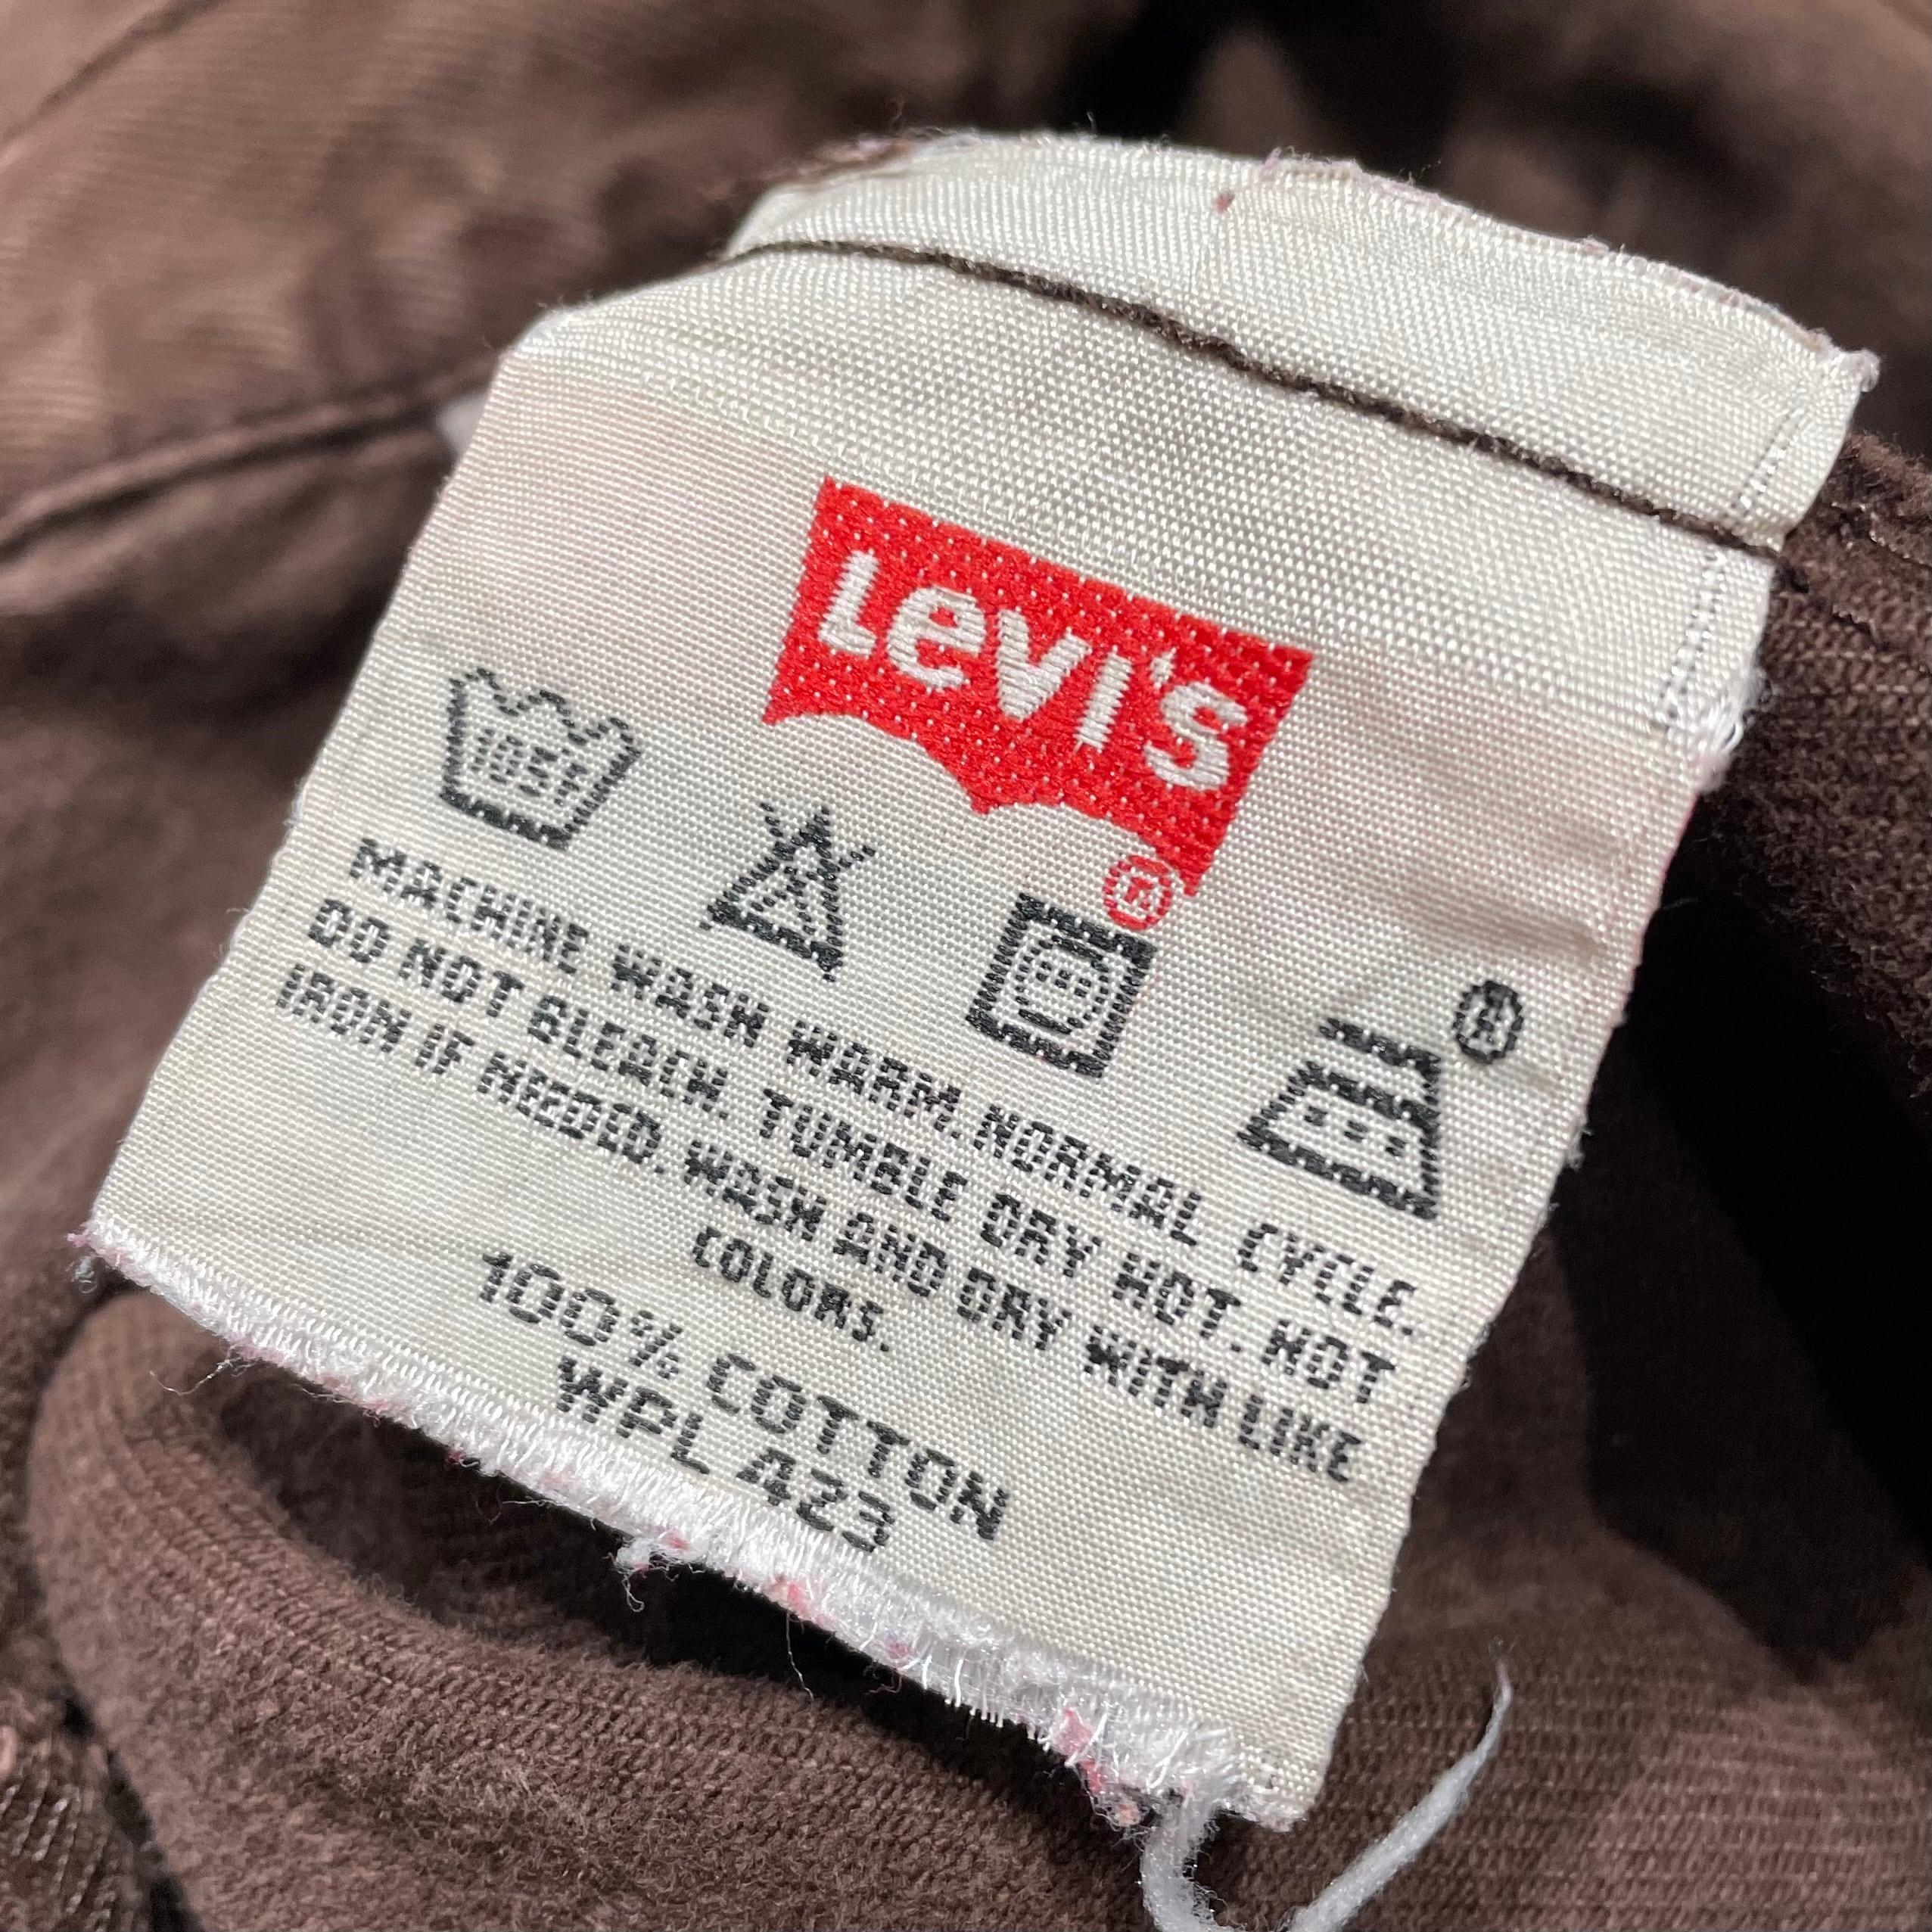 Levi's
®
105F
®
MACHINE WASH WARM. NORMAL CYCLE.
DO NOT BLEACH. TUMBLE DRY HOT. HOT
IRON IF NEEDED. WASH AND DRY WITH LIKE
COLORS.
100% COTTON
WPL 423